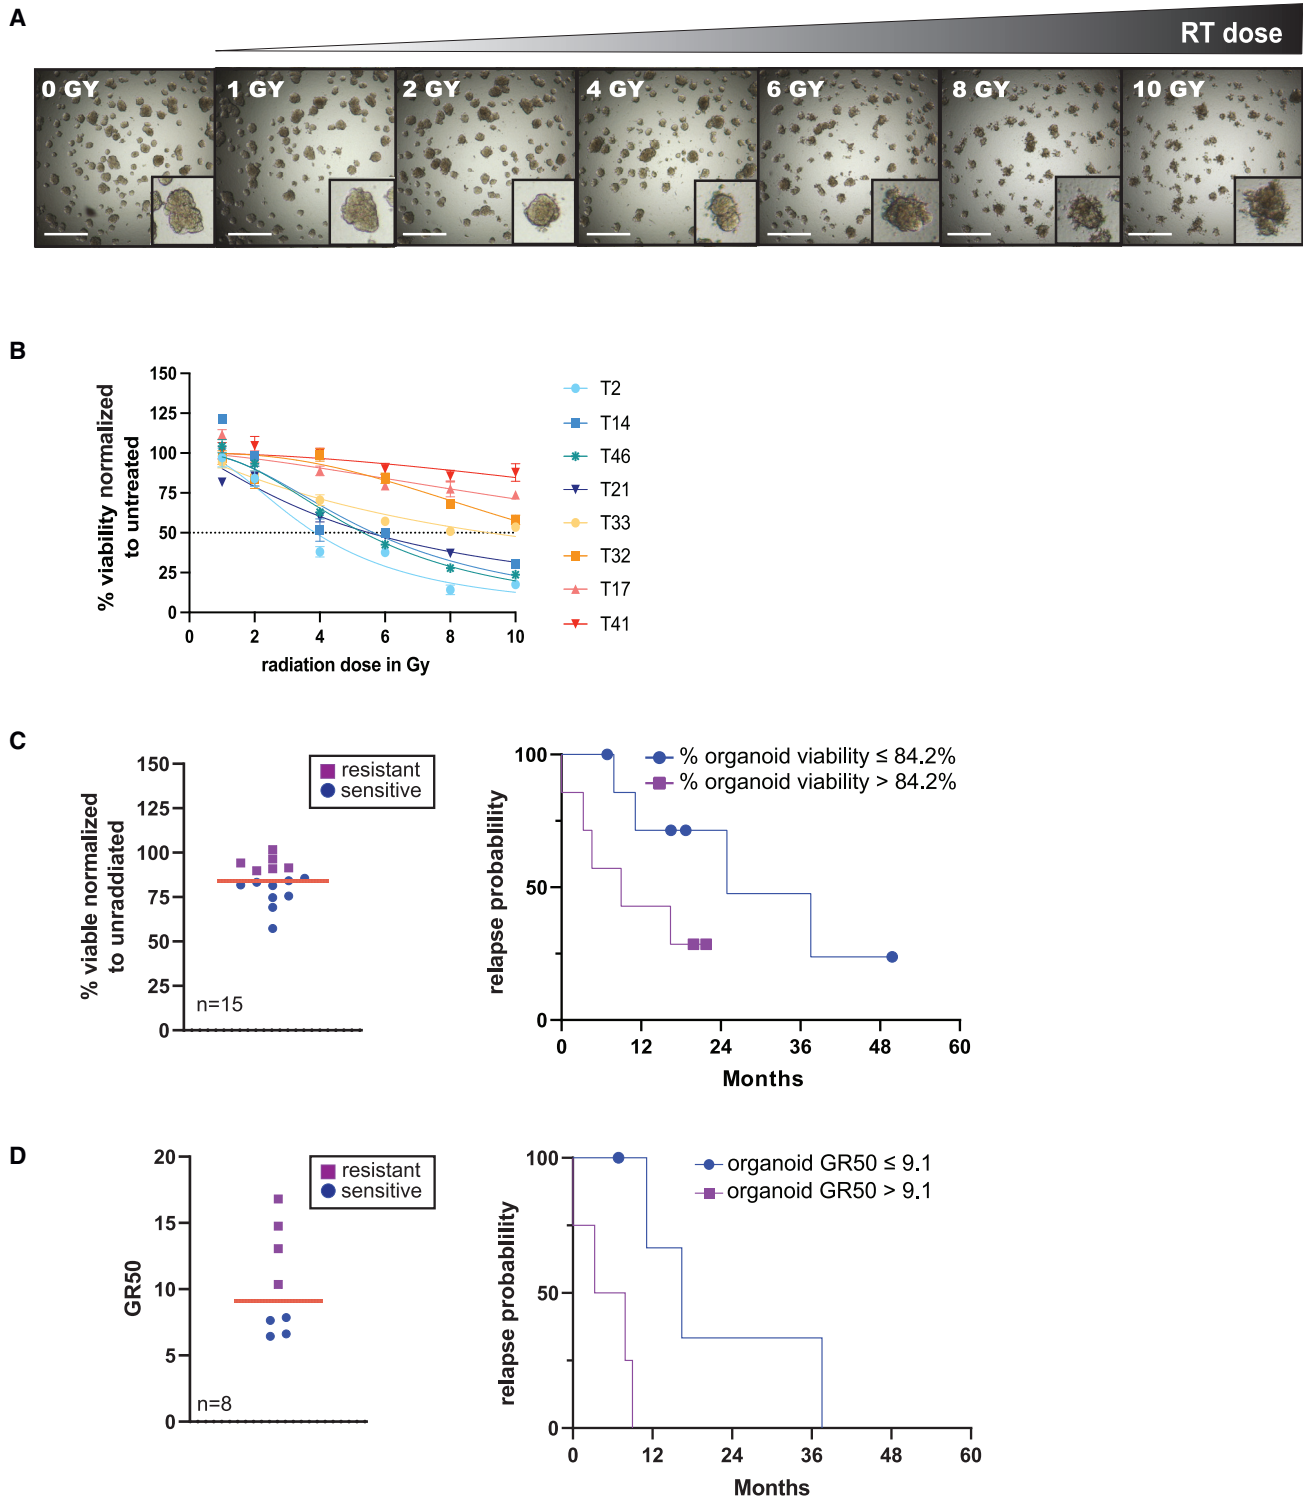 A
RT dose
0 GY
1 GY
2 GY
4 GY
6 GY
8 GY
10 GY
B
% viability normalized
to untreated
150
125
100
75
50
25
0
0
2
4
6
8
10
radiation dose in Gy
T2
T14
T46
T21
T33
T32
T17
T41
C
% viable normalized
to unraddiated
150
125
100
75
50
25
0
n=15
resistant
sensitive
relapse probablility
100
50
0
0
12
24
36
48
60
Months
% organoid viability ≤ 84.2%
% organoid viability > 84.2%
D
GR50
20
15
10
5
0
n=8
resistant
sensitive
relapse probablility
100
50
0
0
12
24
36
48
60
Months
organoid GR50 ≤ 9.1
organoid GR50 > 9.1